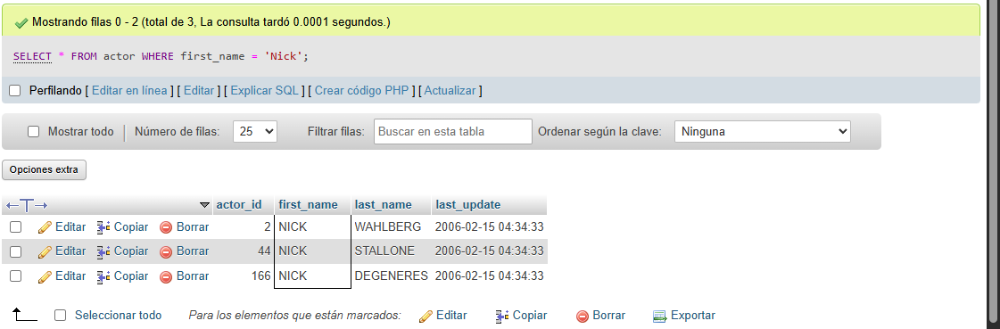 Mostrando filas 0 - 2 (total de 3, La consulta tardó 0.0001 segundos.)
SELECT * FROM actor WHERE first_name = 'Nick';
Perfilando [ Editar en línea ] [ Editar ] [ Explicar SQL ] [ Crear código PHP ] [ Actualizar ]
Mostrar todo | Número de filas: 25 Filtrar filas: Buscar en esta tabla Ordenar según la clave: Ninguna
Opciones extra
←T→ actor_id first_name last_name last_update
Editar Copiar Borrar 2 NICK WAHLBERG 2006-02-15 04:34:33
Editar Copiar Borrar 44 NICK STALLONE 2006-02-15 04:34:33
Editar Copiar Borrar 166 NICK DEGENERES 2006-02-15 04:34:33
Seleccionar todo Para los elementos que están marcados: Editar Copiar Borrar Exportar